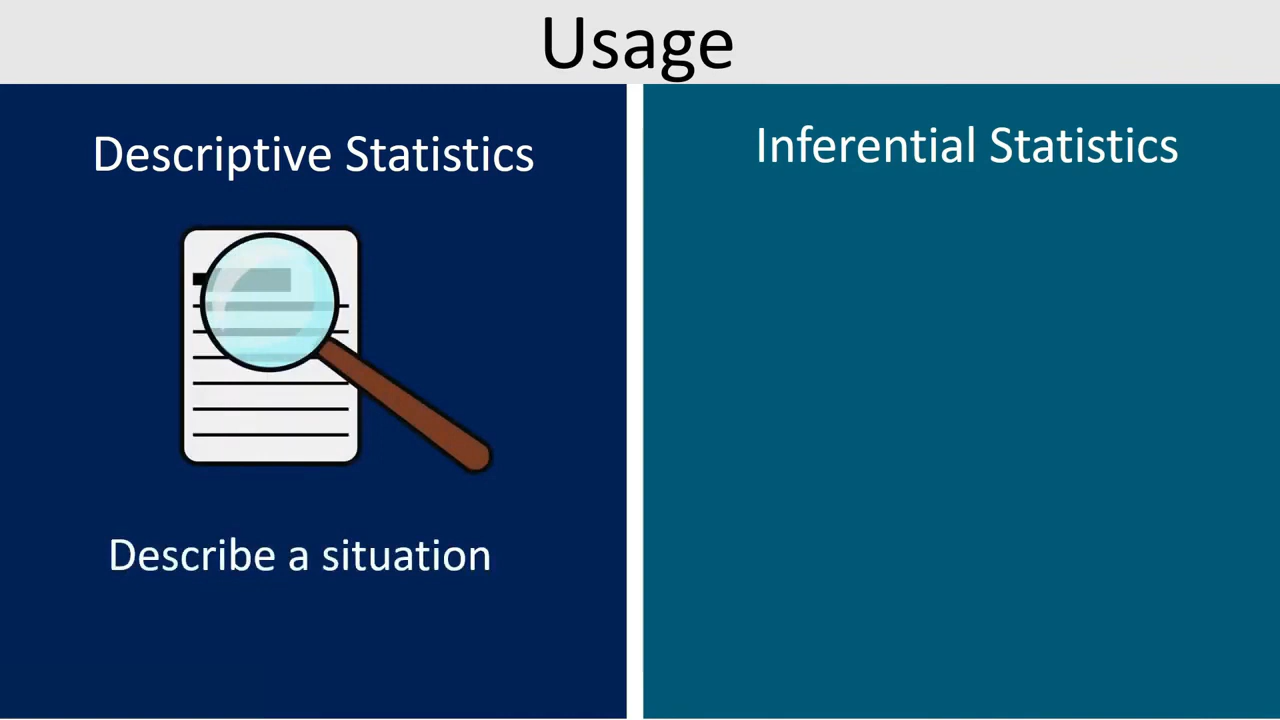 Usage
Descriptive Statistics
Describe a situation
Inferential Statistics